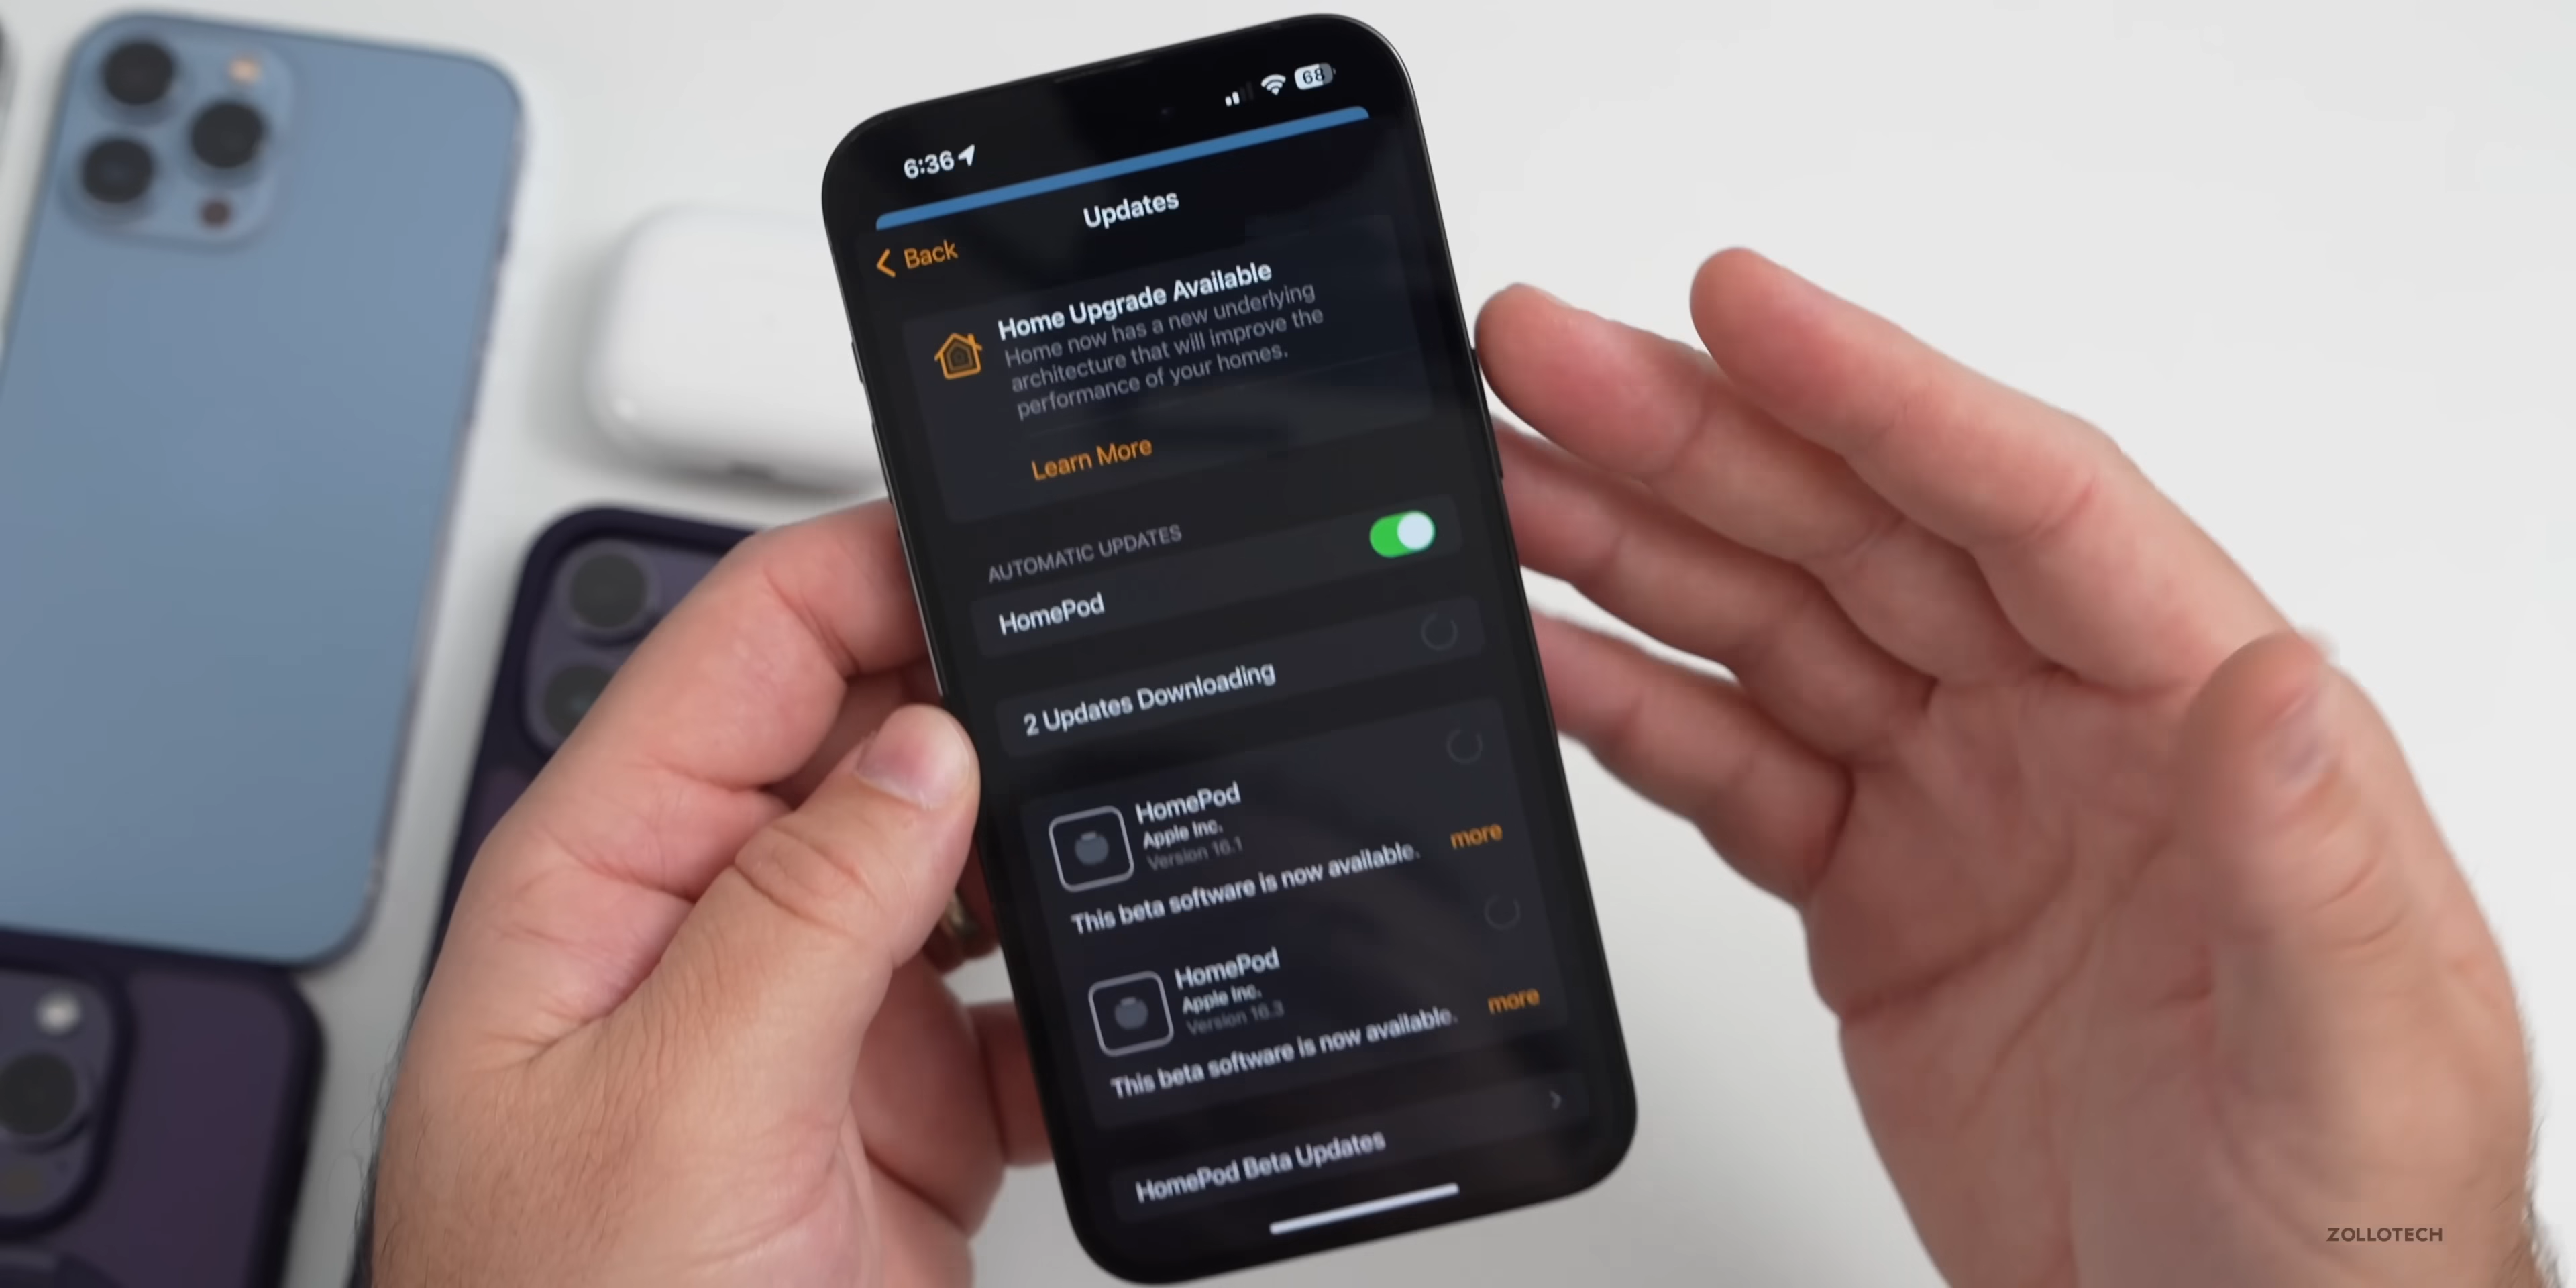 6:36
68
Updates
Back
Home Upgrade Available
Home now has a new underlying
architecture that will improve the
performance of your homes.
Learn More
AUTOMATIC UPDATES
HomePod
2 Updates Downloading
HomePod
Apple Inc.
Version 16.1
This beta software is now available.
more
HomePod
Apple Inc.
Version 16.3
This beta software is now available.
more
HomePod Beta Updates
ZOLLOTECH